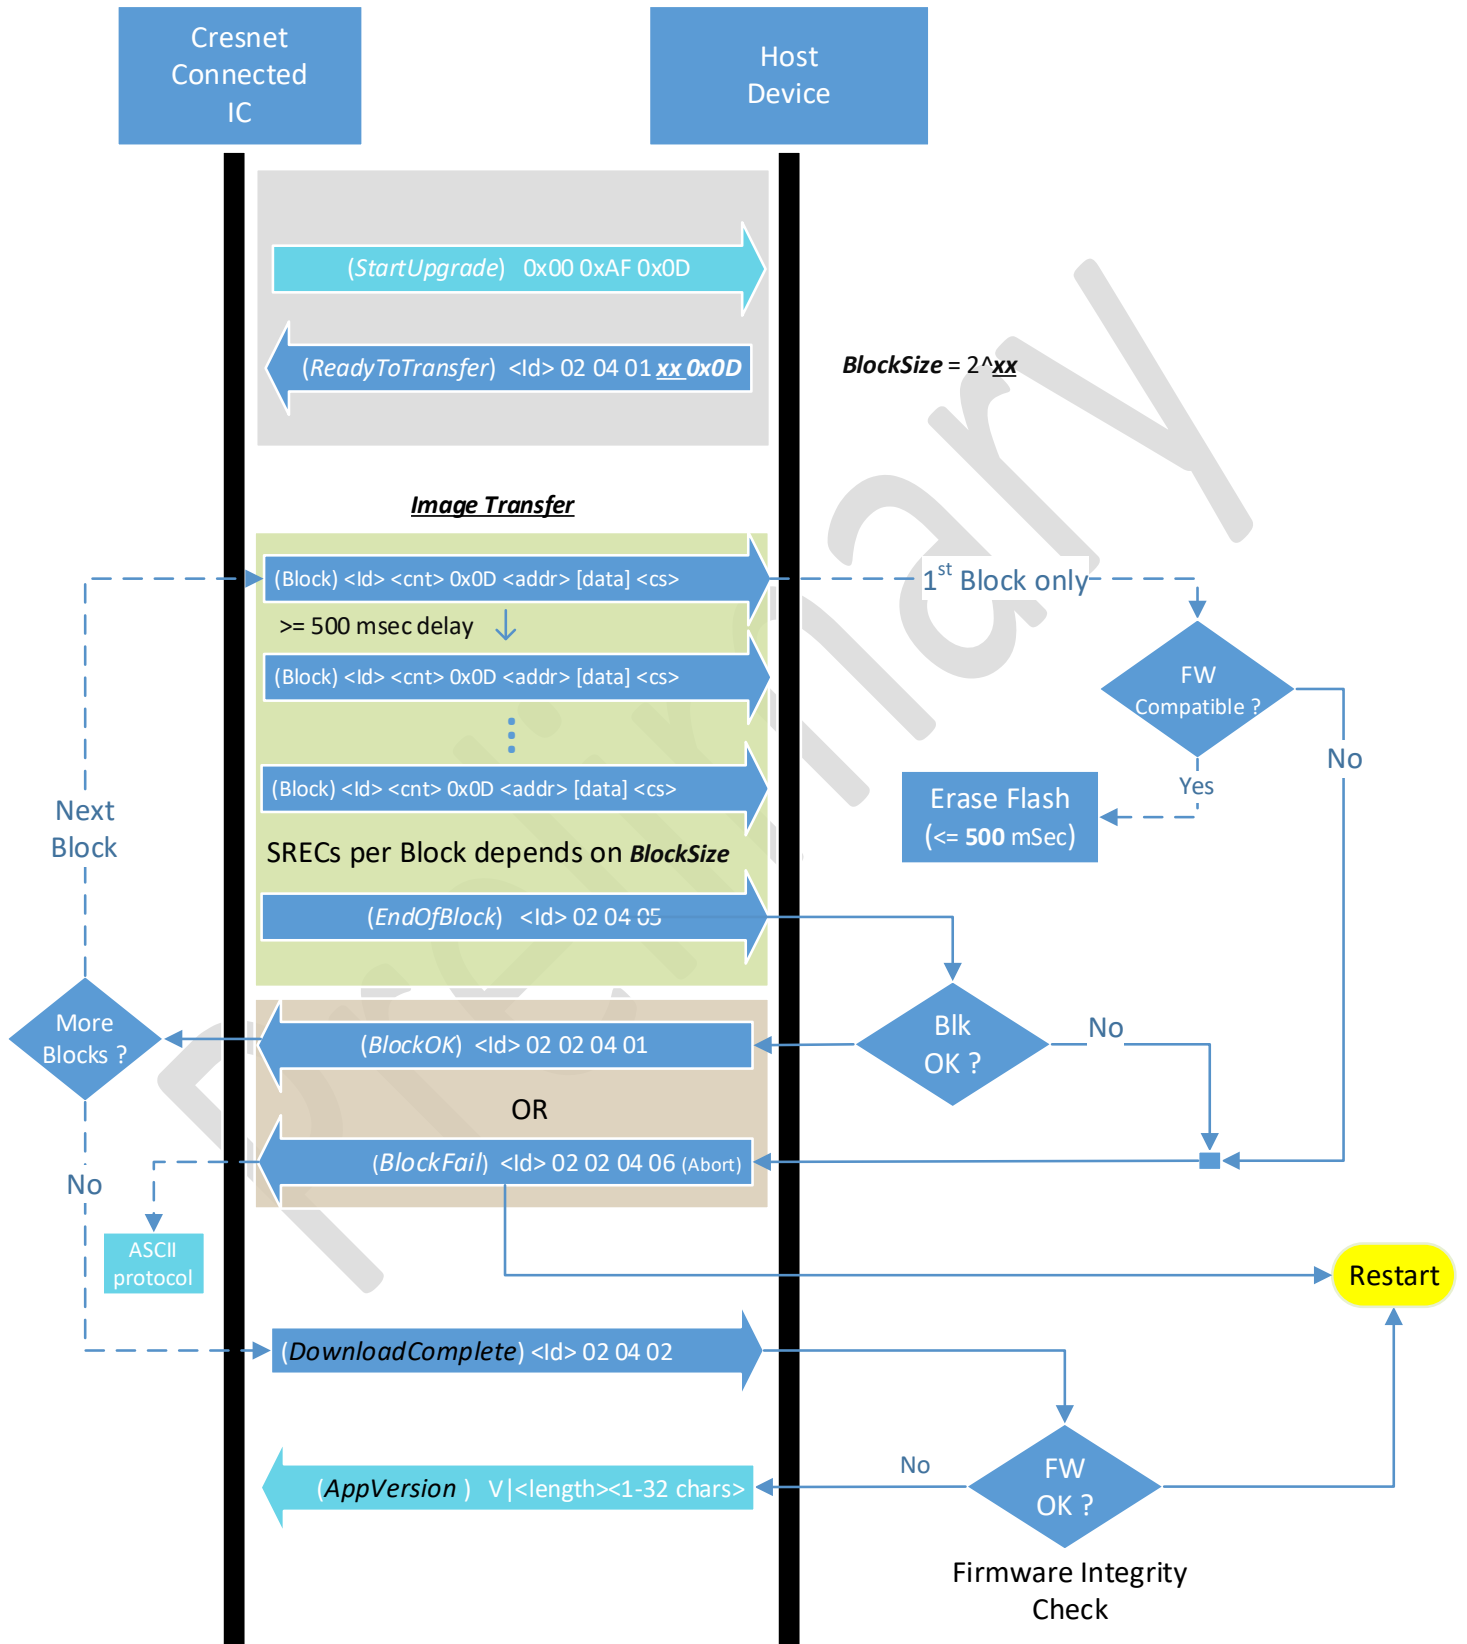 Cresnet
Connected
IC
Host
Device
(StartUpgrade) 0x00 0xAF 0x0D
(ReadyToTransfer) <Id> 02 04 01 xx 0x0D
BlockSize = 2^xx
Image Transfer
(Block) <Id> <cnt> 0x0D <addr> [data] <cs>
1st Block only
>= 500 msec delay
(Block) <Id> <cnt> 0x0D <addr> [data] <cs>
FW
Compatible ?
No
Yes
(Block) <Id> <cnt> 0x0D <addr> [data] <cs>
Erase Flash
(<= 500 mSec)
Next
Block
SRECs per Block depends on BlockSize
(EndOfBlock) <Id> 02 04 05
More
Blocks ?
(BlockOK) <Id> 02 02 04 01
Blk
OK ?
No
OR
(BlockFail) <Id> 02 02 04 06 (Abort)
No
ASCII
protocol
Restart
(DownloadComplete) <Id> 02 04 02
(AppVersion ) V|<length><1-32 chars>
No
FW
OK ?
Firmware Integrity
Check
Preliminary